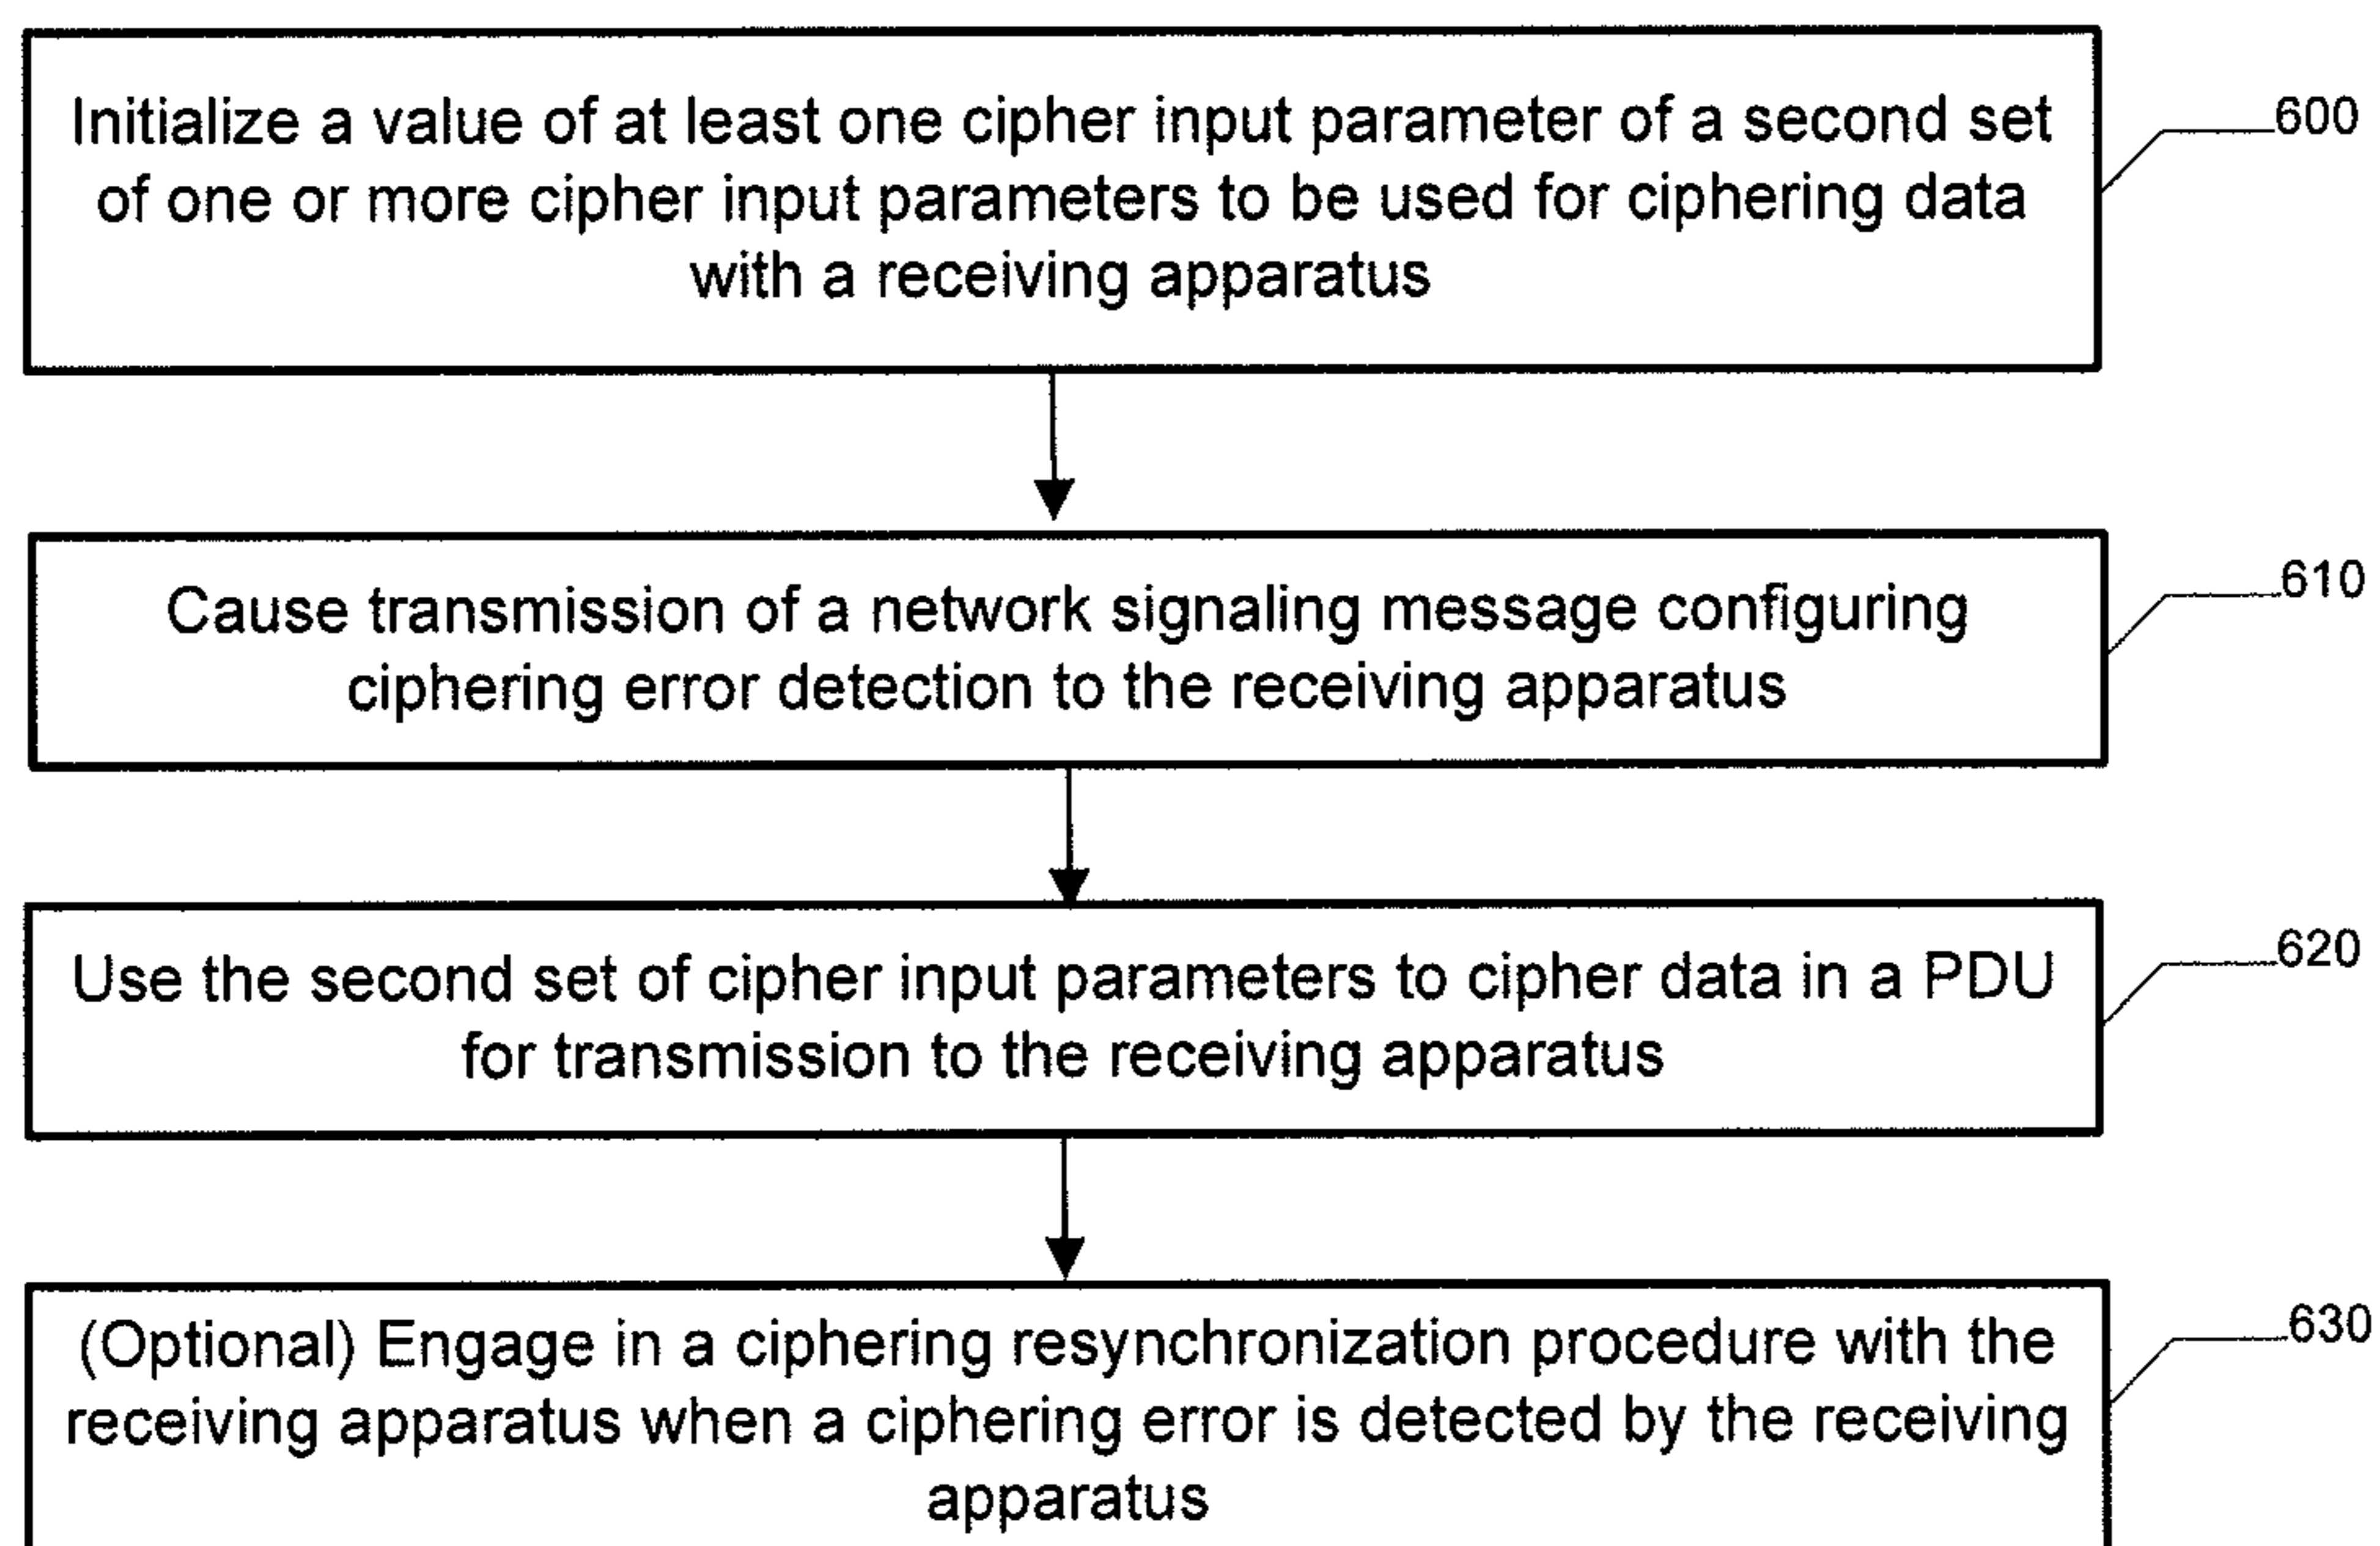 Initialize a value of at least one cipher input parameter of a second set
of one or more cipher input parameters to be used for ciphering data
with a receiving apparatus
600
Cause transmission of a network signaling message configuring
ciphering error detection to the receiving apparatus
610
Use the second set of cipher input parameters to cipher data in a PDU
for transmission to the receiving apparatus
620
(Optional) Engage in a ciphering resynchronization procedure with the
receiving apparatus when a ciphering error is detected by the receiving
apparatus
630